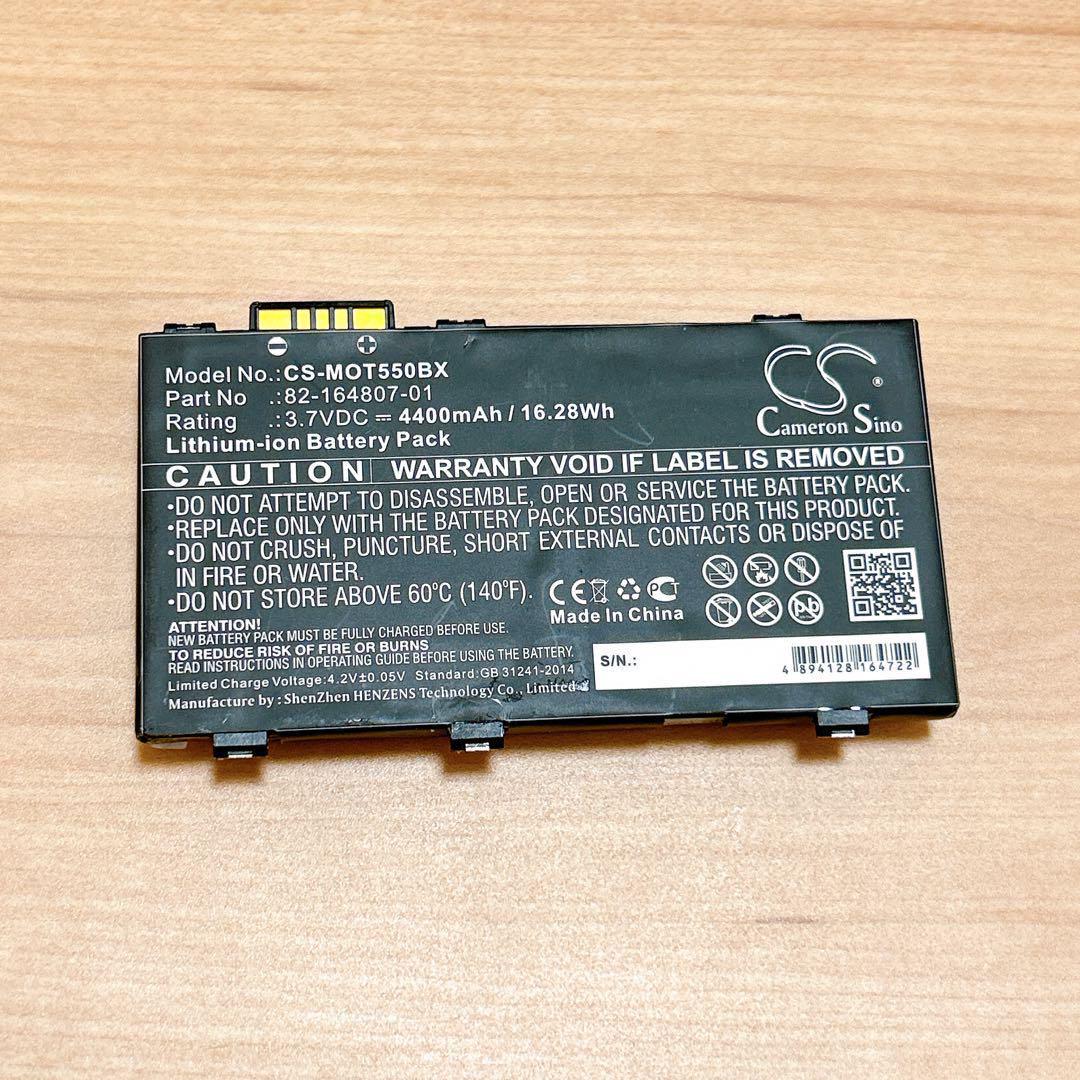 Model No.:CS-MOT550BX
Part No .:82-164807-01
Rating .:3.7VDC ⎓ 4400mAh / 16.28Wh
Lithium-ion Battery Pack
CS ®
Cameron Sino
CAUTION | WARRANTY VOID IF LABEL IS REMOVED
•DO NOT ATTEMPT TO DISASSEMBLE, OPEN OR SERVICE THE BATTERY PACK.
•REPLACE ONLY WITH THE BATTERY PACK DESIGNATED FOR THIS PRODUCT.
•DO NOT CRUSH, PUNCTURE, SHORT EXTERNAL CONTACTS OR DISPOSE OF
IN FIRE OR WATER.
•DO NOT STORE ABOVE 60°C (140°F).
CE PCT
Made In China
Pb
ATTENTION!
NEW BATTERY PACK MUST BE FULLY CHARGED BEFORE USE.
TO REDUCE RISK OF FIRE OR BURNS
READ INSTRUCTIONS IN OPERATING GUIDE BEFORE USING THE BATTERY.
Limited Charge Voltage:4.2V±0.05V Standard:GB 31241-2014
Manufacture by : ShenZhen HENZENS Technology Co., Limited
S/N.:
4 894128 164722